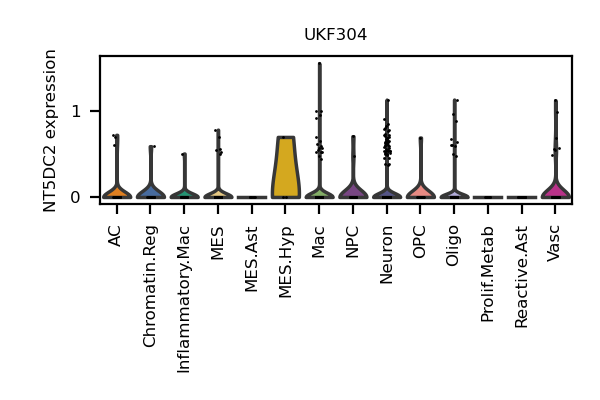 UKF304
NT5DC2 expression
1
0
AC
Chromatin.Reg
Inflammatory.Mac
MES
MES.Ast
MES.Hyp
Mac
NPC
Neuron
OPC
Oligo
Prolif.Metab
Reactive.Ast
Vasc